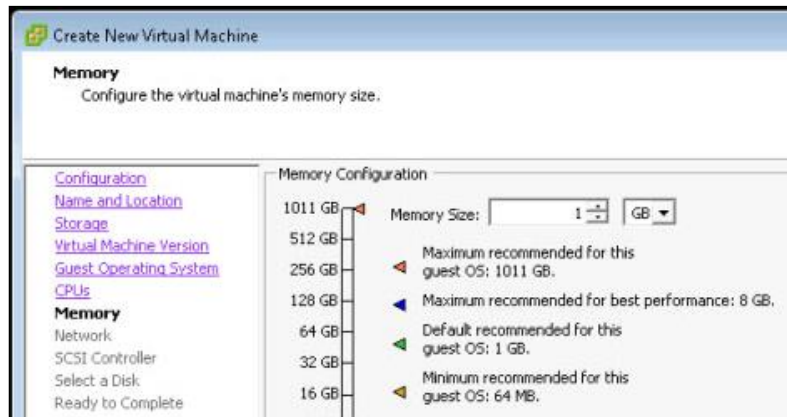 Create New Virtual Machine
Memory
Configure the virtual machine's memory size.
Configuration
Name and Location
Storage
Virtual Machine Version
Guest Operating System
CPUs
Memory
Network
SCSI Controller
Select a Disk
Ready to Complete
Memory Configuration
1011 GB
512 GB
256 GB
128 GB
64 GB
32 GB
16 GB
Memory Size: 1 GB
Maximum recommended for this
guest OS: 1011 GB.
Maximum recommended for best performance: 8 GB.
Default recommended for this
guest OS: 1 GB.
Minimum recommended for this
guest OS: 64 MB.